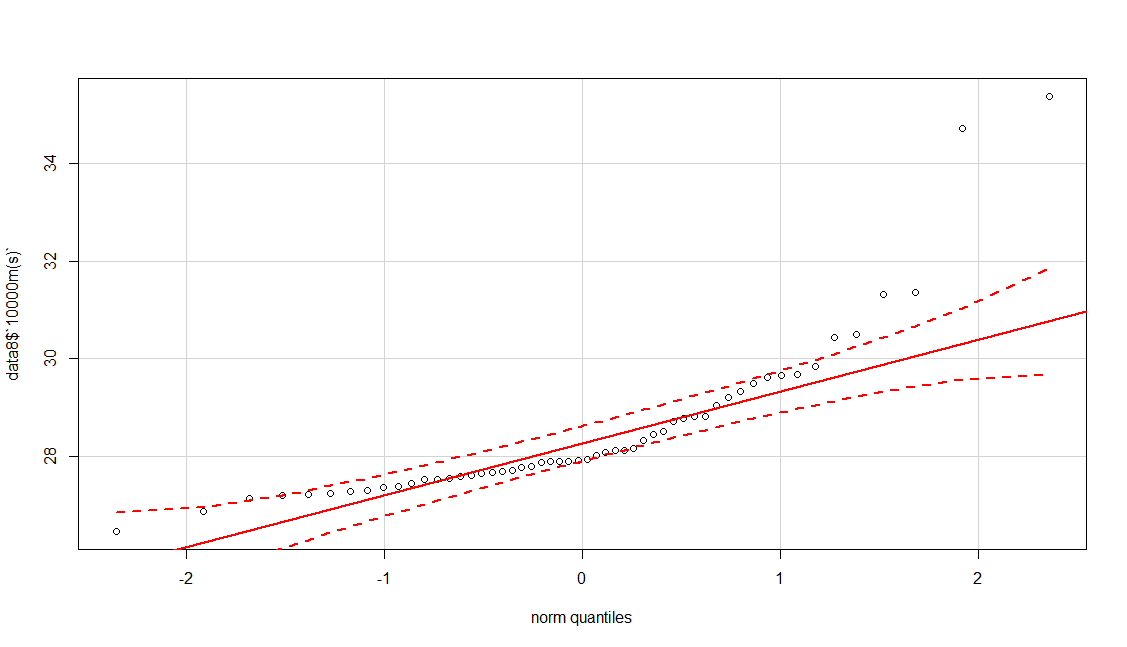 data8$`10000m(s)`
34
32
30
28
-2 -1 0 1 2
norm quantiles